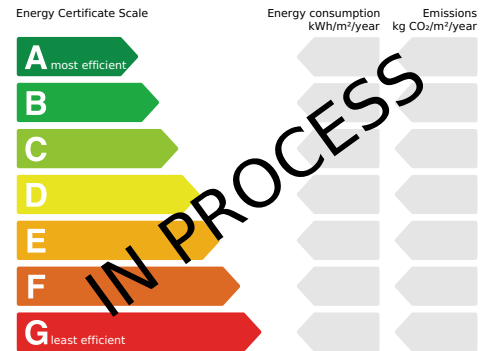 Energy Certificate Scale
Energy consumption
kWh/m²/year
Emissions
kg CO₂/m²/year
A most efficient
B
C
D
E
F
G least efficient
IN PROCESS